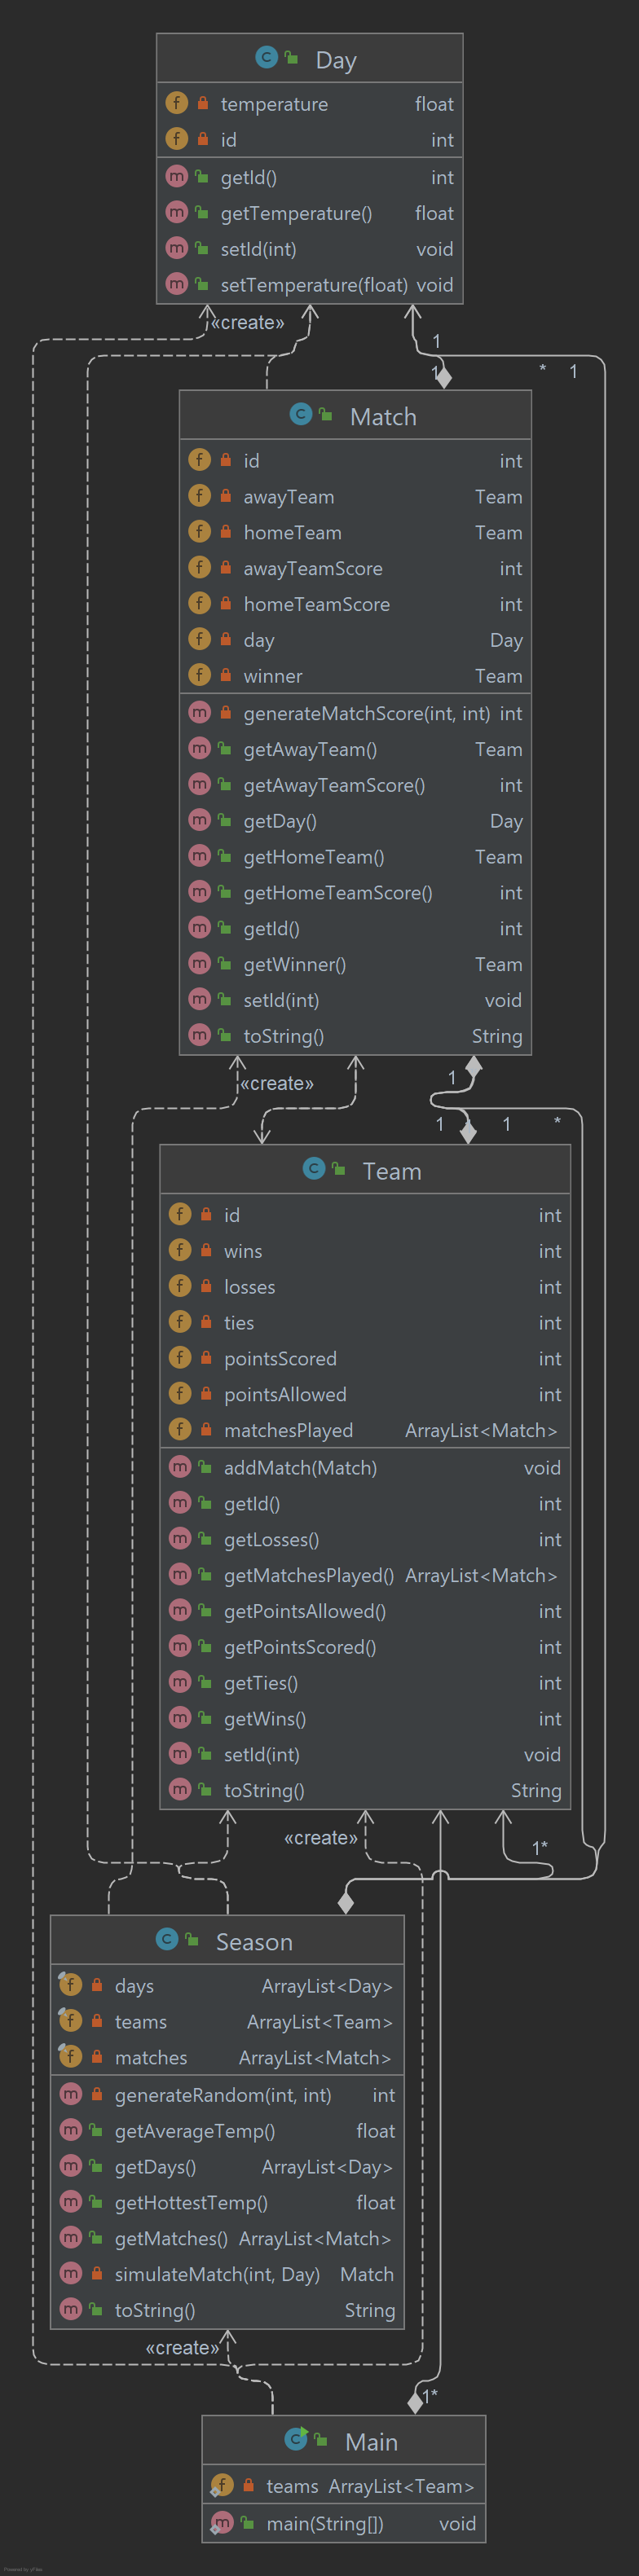 Day
temperature float
id int
getId() int
getTemperature() float
setId(int) void
setTemperature(float) void
«create»
1
1
* 1
Match
id int
awayTeam Team
homeTeam Team
awayTeamScore int
homeTeamScore int
day Day
winner Team
generateMatchScore(int, int) int
getAwayTeam() Team
getAwayTeamScore() int
getDay() Day
getHomeTeam() Team
getHomeTeamScore() int
getId() int
getWinner() Team
setId(int) void
toString() String
«create»
1
1 1 *
Team
id int
wins int
losses int
ties int
pointsScored int
pointsAllowed int
matchesPlayed ArrayList<Match>
addMatch(Match) void
getId() int
getLosses() int
getMatchesPlayed() ArrayList<Match>
getPointsAllowed() int
getPointsScored() int
getTies() int
getWins() int
setId(int) void
toString() String
«create»
1*
Season
days ArrayList<Day>
teams ArrayList<Team>
matches ArrayList<Match>
generateRandom(int, int) int
getAverageTemp() float
getDays() ArrayList<Day>
getHottestTemp() float
getMatches() ArrayList<Match>
simulateMatch(int, Day) Match
toString() String
«create»
1*
Main
teams ArrayList<Team>
main(String[]) void
Powered by yFiles